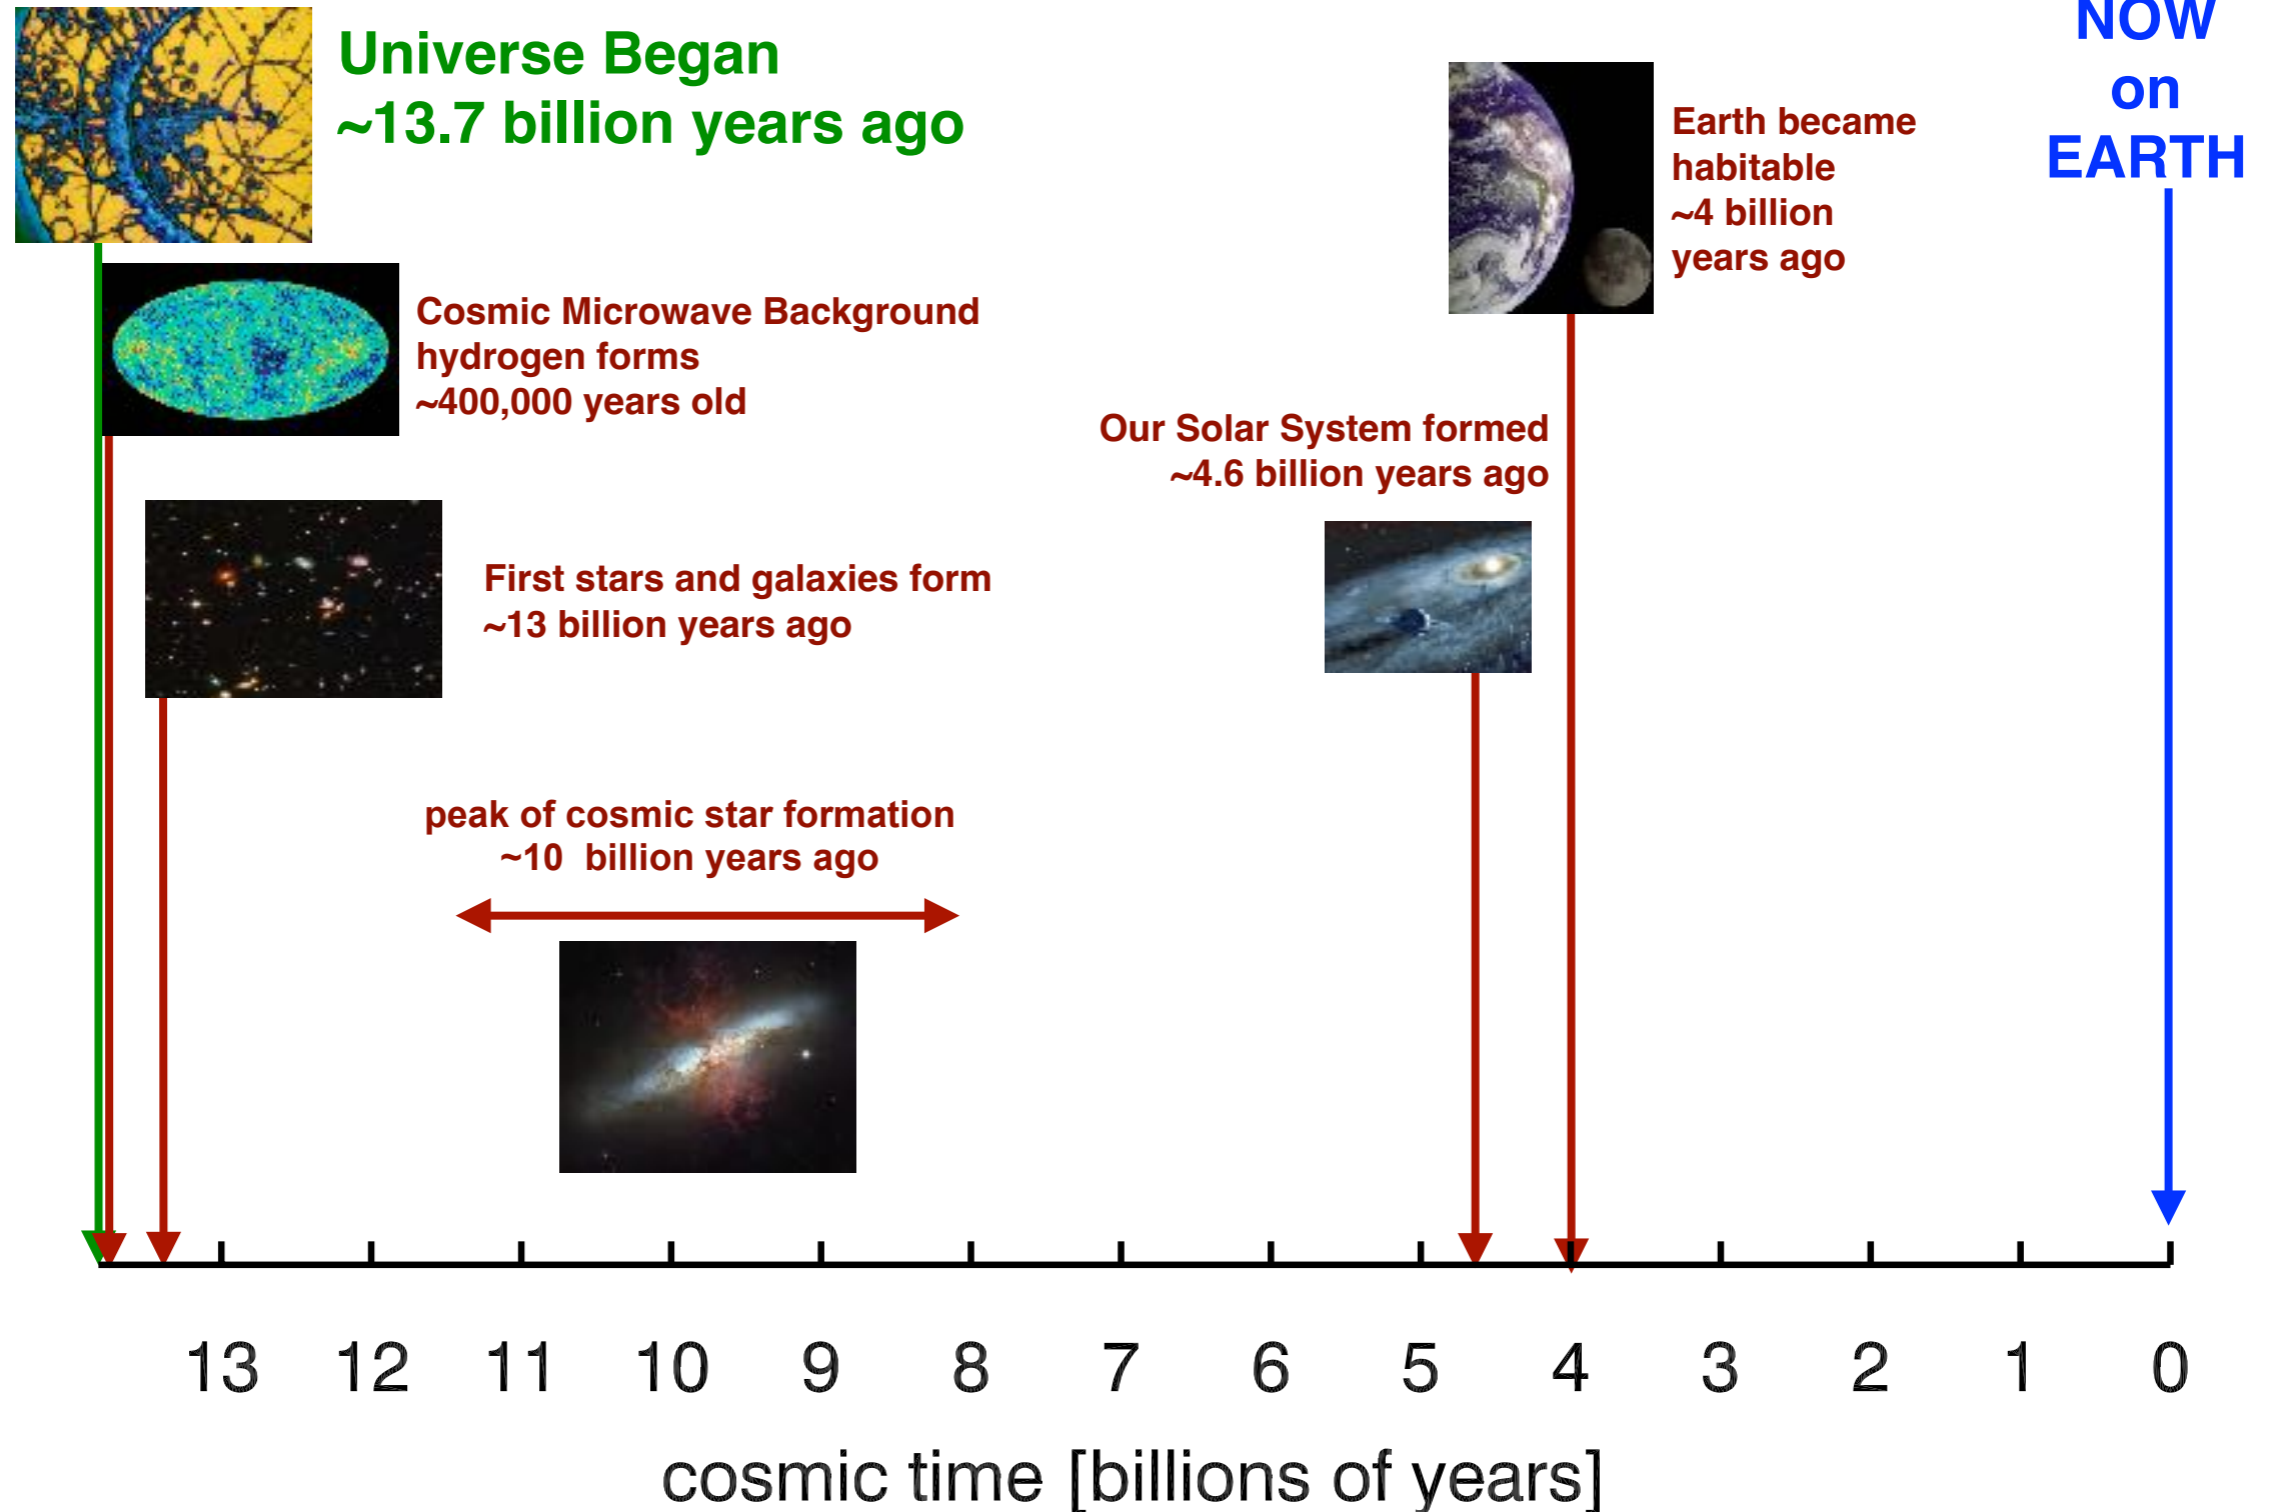 Universe Began
~13.7 billion years ago
NOW
on
EARTH
Earth became
habitable
~4 billion
years ago
Cosmic Microwave Background
hydrogen forms
~400,000 years old
Our Solar System formed
~4.6 billion years ago
First stars and galaxies form
~13 billion years ago
peak of cosmic star formation
~10 billion years ago
13 12 11 10 9 8 7 6 5 4 3 2 1 0
cosmic time [billions of years]